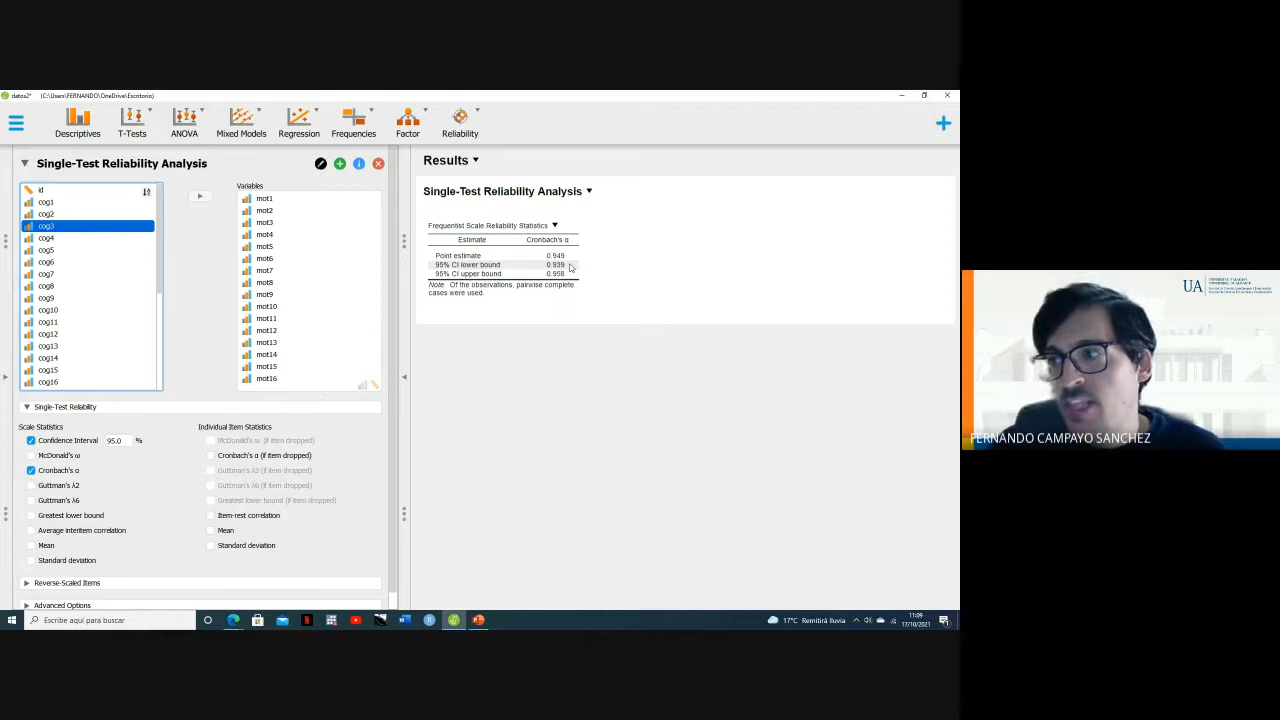 datos2* (C:\Users\FERNANDO\OneDrive\Escritorio)
Descriptives
T-Tests
ANOVA
Mixed Models
Regression
Frequencies
Factor
Reliability
Single-Test Reliability Analysis
id
cog1
cog2
cog3
cog4
cog5
cog6
cog7
cog8
cog9
cog10
cog11
cog12
cog13
cog14
cog15
cog16
Variables
mot1
mot2
mot3
mot4
mot5
mot6
mot7
mot8
mot9
mot10
mot11
mot12
mot13
mot14
mot15
mot16
Single-Test Reliability
Scale Statistics
Confidence Interval 95.0 %
McDonald's ω
Cronbach's α
Guttman's λ2
Guttman's λ6
Greatest lower bound
Average interitem correlation
Mean
Standard deviation
Individual Item Statistics
McDonald's ω (if item dropped)
Cronbach's α (if item dropped)
Guttman's λ2 (if item dropped)
Guttman's λ6 (if item dropped)
Greatest lower bound (if item dropped)
Item-rest correlation
Mean
Standard deviation
Reverse-Scaled Items
Advanced Options
Results
Single-Test Reliability Analysis
Frequentist Scale Reliability Statistics
Estimate Cronbach's α
Point estimate 0.949
95% CI lower bound 0.939
95% CI upper bound 0.958
Note. Of the observations, pairwise complete
cases were used.
UA
FERNANDO CAMPAYO SANCHEZ
Escribe aquí para buscar
17°C Remitirá lluvia
11:09
17/10/2021